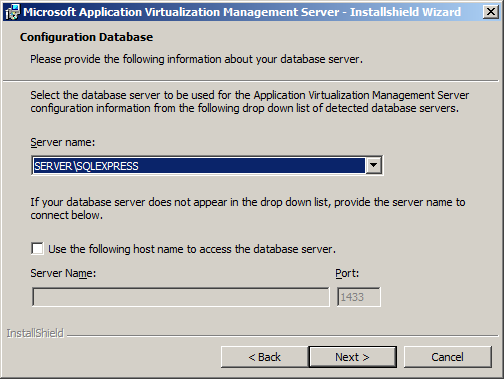 Microsoft Application Virtualization Management Server - Installshield Wizard
Configuration Database
Please provide the following information about your database server.
Select the database server to be used for the Application Virtualization Management Server
configuration information from the following drop down list of detected database servers.
Server name:
SERVER\SQLEXPRESS
If your database server does not appear in the drop down list, provide the server name to
connect below.
Use the following host name to access the database server.
Server Name: Port:
1433
InstallShield
< Back Next > Cancel